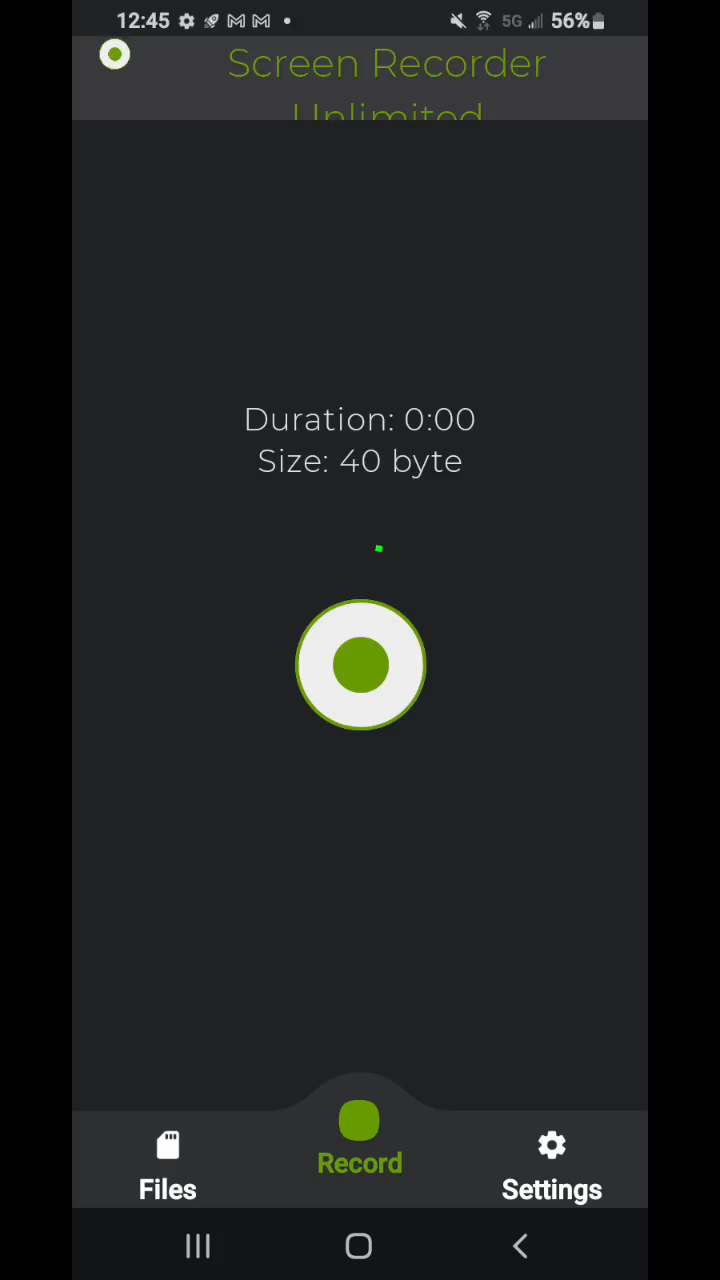 12:45 5G 56%
Screen Recorder
Unlimited
Duration: 0:00
Size: 40 byte
Record
Files Settings